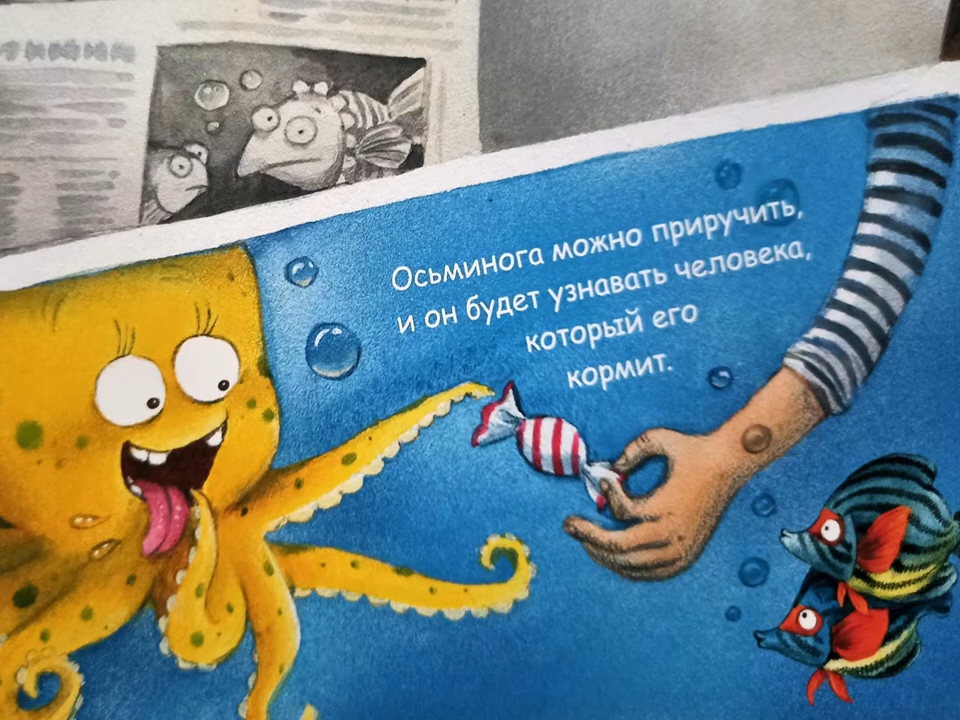 Осьминога можно приручить,
и он будет узнавать человека,
который его
кормит.